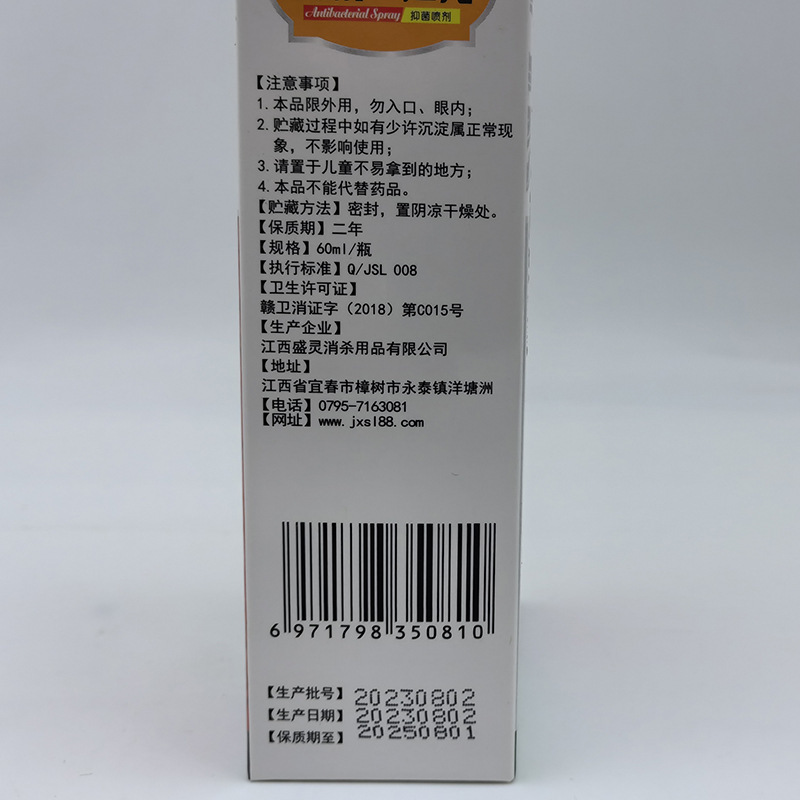 Antibacterial Spray 抑菌喷剂
【注意事项】
1.本品限外用，勿入口、眼内；
2.贮藏过程中如有少许沉淀属正常现
象，不影响使用；
3.请置于儿童不易拿到的地方；
4.本品不能代替药品。
【贮藏方法】密封，置阴凉干燥处。
【保质期】二年
【规格】60ml/瓶
【执行标准】Q/JSL 008
【卫生许可证】
赣卫消证字（2018）第C015号
【生产企业】
江西盛灵消杀用品有限公司
【地址】
江西省宜春市樟树市永泰镇洋塘洲
【电话】0795-7163081
【网址】www.jxsl88.com
6 971798 350810
【生产批号】20230802
【生产日期】20230802
【保质期至】20250801